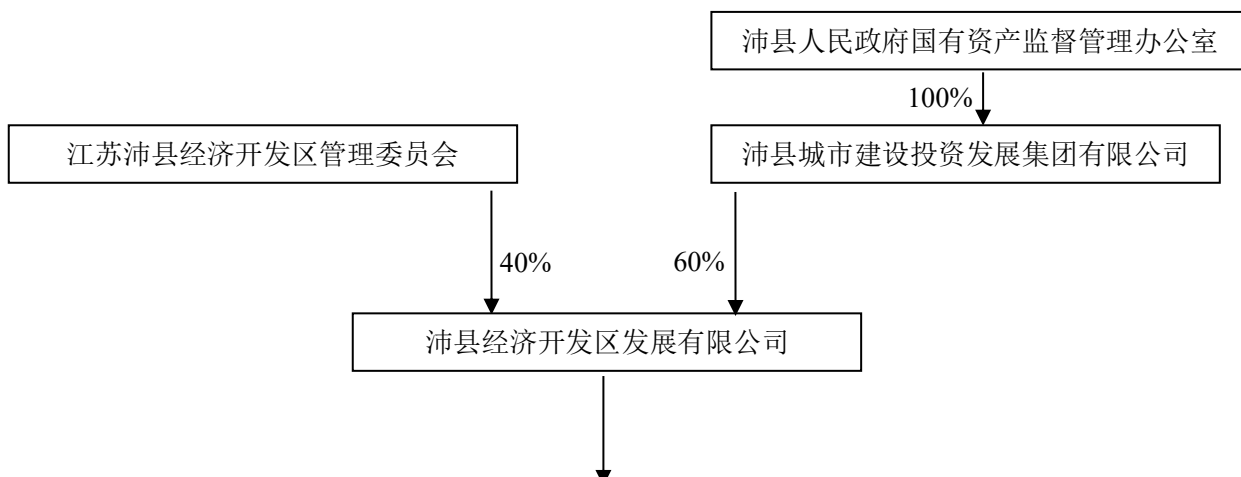 沛县人民政府国有资产监督管理办公室
100%
江苏沛县经济开发区管理委员会
沛县城市建设投资发展集团有限公司
40%
60%
沛县经济开发区发展有限公司